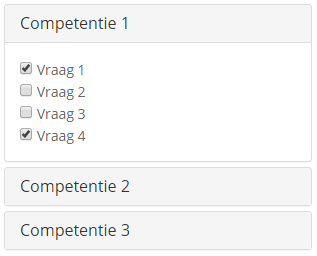 Competentie 1
Vraag 1
Vraag 2
Vraag 3
Vraag 4
Competentie 2
Competentie 3